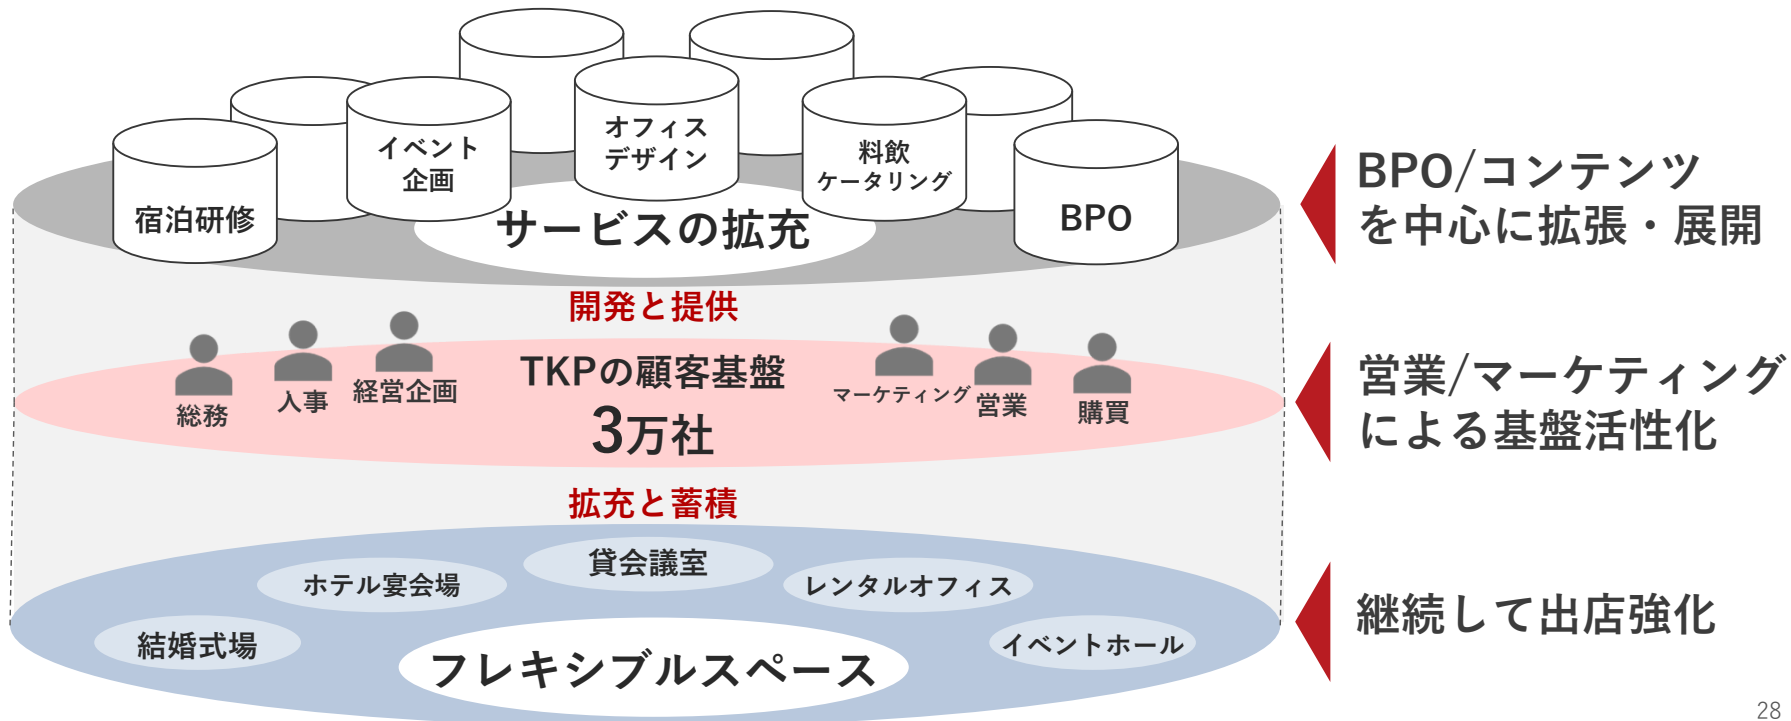 オフィス
デザイン
イベント
企画
料飲
ケータリング
宿泊研修
BPO
サービスの拡充
BPO/コンテンツ
を中心に拡張・展開
開発と提供
総務
人事
経営企画
TKPの顧客基盤
3万社
マーケティング
営業
購買
営業/マーケティング
による基盤活性化
拡充と蓄積
貸会議室
ホテル宴会場
レンタルオフィス
結婚式場
イベントホール
フレキシブルスペース
継続して出店強化
28